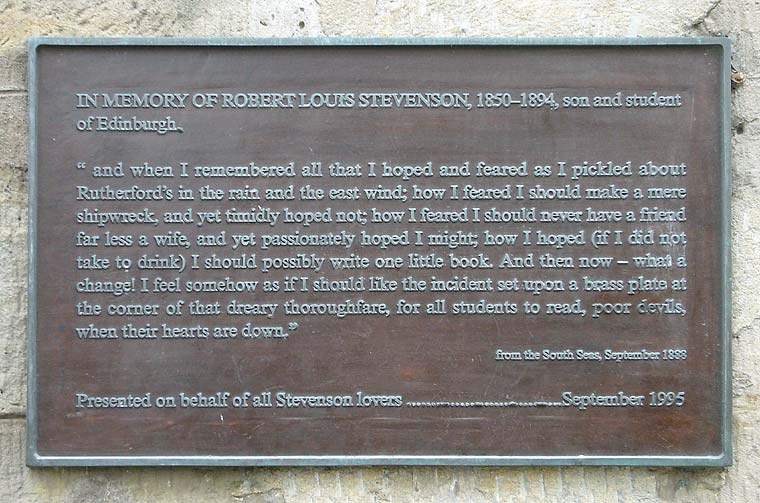 IN MEMORY OF ROBERT LOUIS STEVENSON, 1850–1894, son and student
of Edinburgh.
“ and when I remembered all that I hoped and feared as I pickled about
Rutherford’s in the rain and the east wind; how I feared I should make a mere
shipwreck, and yet timidly hoped not; how I feared I should never have a friend
far less a wife, and yet passionately hoped I might; how I hoped (if I did not
take to drink) I should possibly write one little book. And then now – what a
change! I feel somehow as if I should like the incident set upon a brass plate at
the corner of that dreary thoroughfare, for all students to read, poor devils,
when their hearts are down.”
from the South Seas, September 1888
Presented on behalf of all Stevenson lovers ................................. September 1995